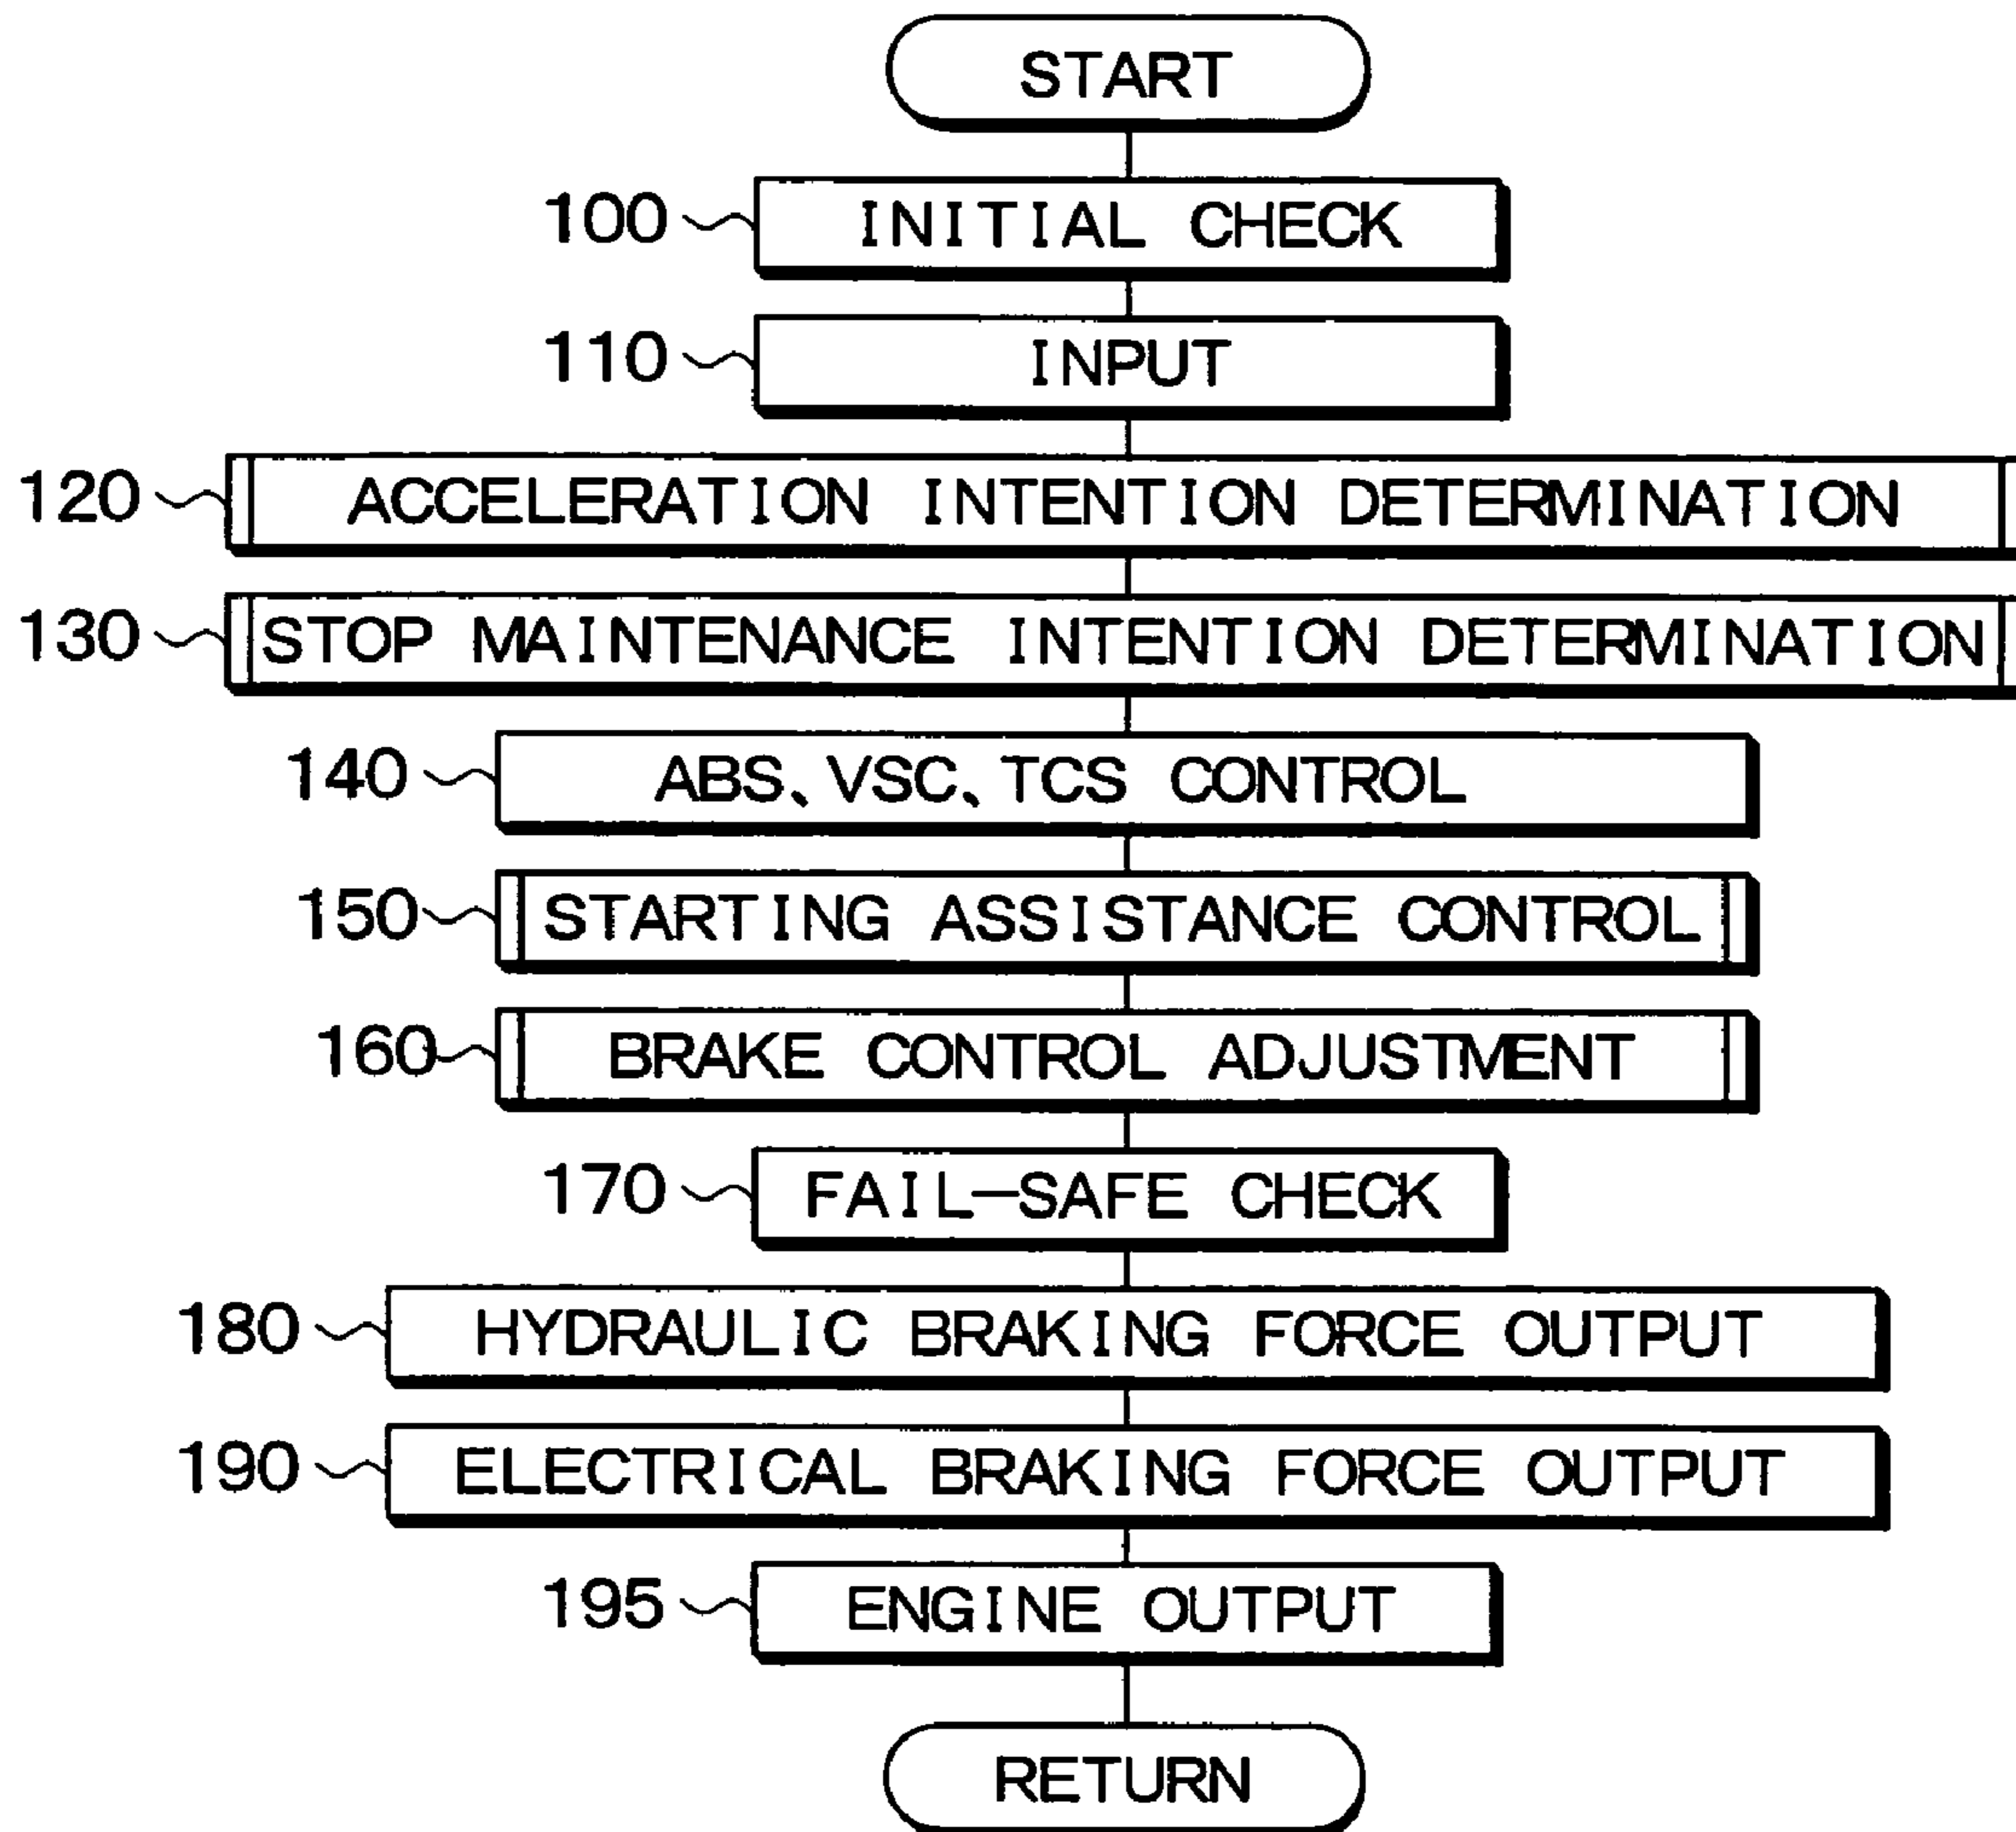 START
100 INITIAL CHECK
110 INPUT
120 ACCELERATION INTENTION DETERMINATION
130 STOP MAINTENANCE INTENTION DETERMINATION
140 ABS、VSC、TCS CONTROL
150 STARTING ASSISTANCE CONTROL
160 BRAKE CONTROL ADJUSTMENT
170 FAIL-SAFE CHECK
180 HYDRAULIC BRAKING FORCE OUTPUT
190 ELECTRICAL BRAKING FORCE OUTPUT
195 ENGINE OUTPUT
RETURN